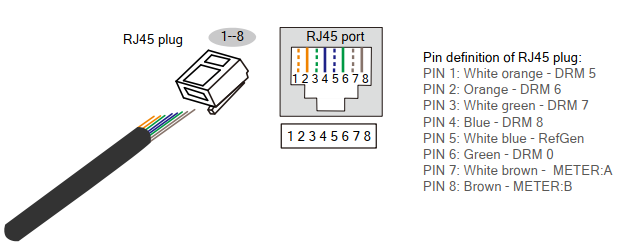 RJ45 plug
1--8
RJ45 port
1 2 3 4 5 6 7 8
1 2 3 4 5 6 7 8
Pin definition of RJ45 plug:
PIN 1: White orange - DRM 5
PIN 2: Orange - DRM 6
PIN 3: White green - DRM 7
PIN 4: Blue - DRM 8
PIN 5: White blue - RefGen
PIN 6: Green - DRM 0
PIN 7: White brown - METER:A
PIN 8: Brown - METER:B